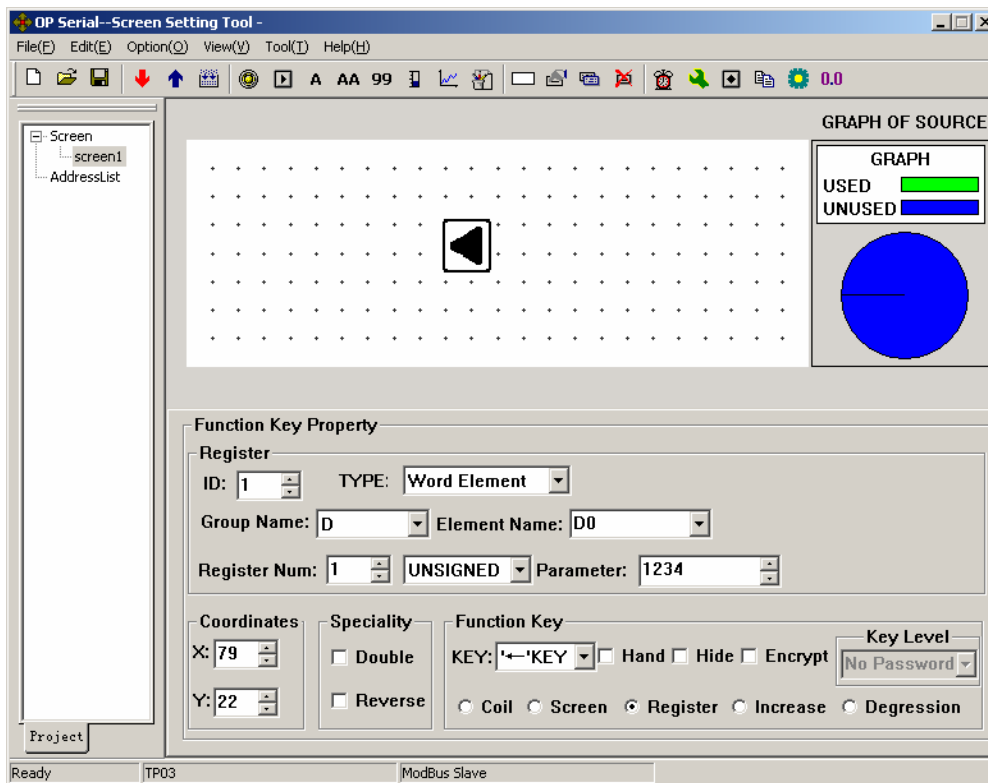 OP Serial--Screen Setting Tool -
File(F) Edit(E) Option(O) View(V) Tool(T) Help(H)
A AA 99 0.0
Screen
screen1
AddressList
Project
GRAPH OF SOURCE
GRAPH
USED
UNUSED
Function Key Property
Register
ID: 1 TYPE: Word Element
Group Name: D Element Name: D0
Register Num: 1 UNSIGNED Parameter: 1234
Coordinates
X: 79
Y: 22
Speciality
Double
Reverse
Function Key
KEY: '←'KEY Hand Hide Encrypt
Key Level
No Password
Coil Screen Register Increase Degression
Ready TP03 ModBus Slave